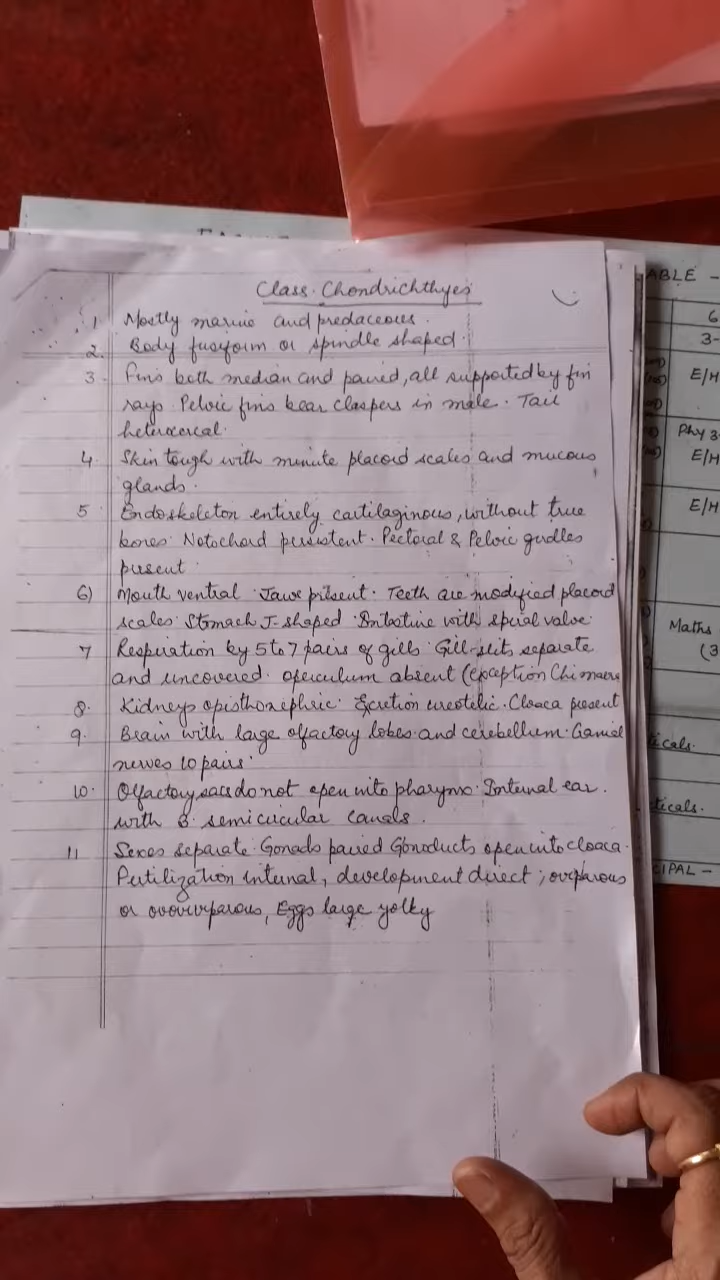 Class. Chondrichthyes
1 Mostly marine and predaceous.
2. Body fusiform or spindle shaped.
3. Fins both median and paired, all supported by fin
rays. Pelvic fins bear claspers in male. Tail
heterocercal.
4. Skin tough with minute placoid scales and mucous
glands.
5. Endoskeleton entirely cartilaginous, without true
bones. Notochord persistent. Pectoral & Pelvic girdles
present.
6) Mouth ventral. Jaws present. Teeth are modified placoid
scales. Stomach J-shaped. Intestine with spiral valve.
7 Respiration by 5 to 7 pairs of gills. Gill-slits separate
and uncovered. operculum absent (exception Chimaera
8. Kidneys opisthonephric. Excretion ureotelic. Cloaca present
9. Brain with large olfactory lobes and cerebellum. Cranial
nerves 10 pairs.
10. Olfactory sacs do not open into pharynx. Internal ear.
with 3. semicircular canals.
11 Sexes separate. Gonads paired Gonoducts open into cloaca.
Fertilization internal, development direct; oviparous
or ovoviviparous, Eggs large yolky
ABLE -
6
3-
E/H
Phy 3
E/H
E/H
Maths
(3
ticals.
ticals.
CIPAL -